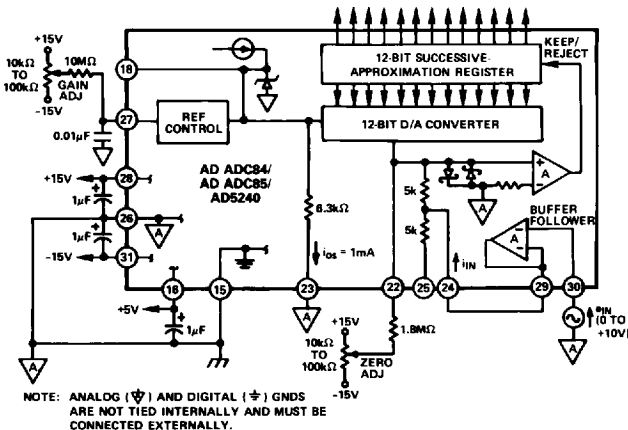 +15V
10kΩ
TO
100kΩ
-15V
10MΩ
GAIN
ADJ
0.01μF
18
27
REF
CONTROL
12-BIT SUCCESSIVE-
APPROXIMATION REGISTER
KEEP/
REJECT
12-BIT D/A CONVERTER
AD ADC84/
AD ADC85/
AD5240
+15V
28
1μF
26
A
1μF
-15V
31
6.3kΩ
iOS = 1mA
5k
5k
iIN
+
-
A
A
BUFFER
FOLLOWER
A
16
15
23
22
25
24
29
30
+5V
1μF
A
A
+15V
10kΩ
TO
100kΩ
-15V
1.8MΩ
ZERO
ADJ
eIN
(0 TO
+10V)
A
NOTE: ANALOG (A) AND DIGITAL (⏚) GNDS
ARE NOT TIED INTERNALLY AND MUST BE
CONNECTED EXTERNALLY.